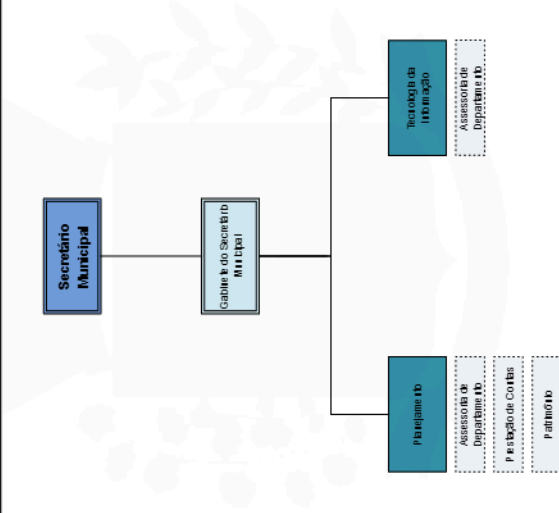 Secretário
Municipal
Gabinete do Secretário
Municipal
Planejamento
Assessoria de
Departamento
Prestação de Contas
Patrimônio
Tecnologia da
Informação
Assessoria de
Departamento